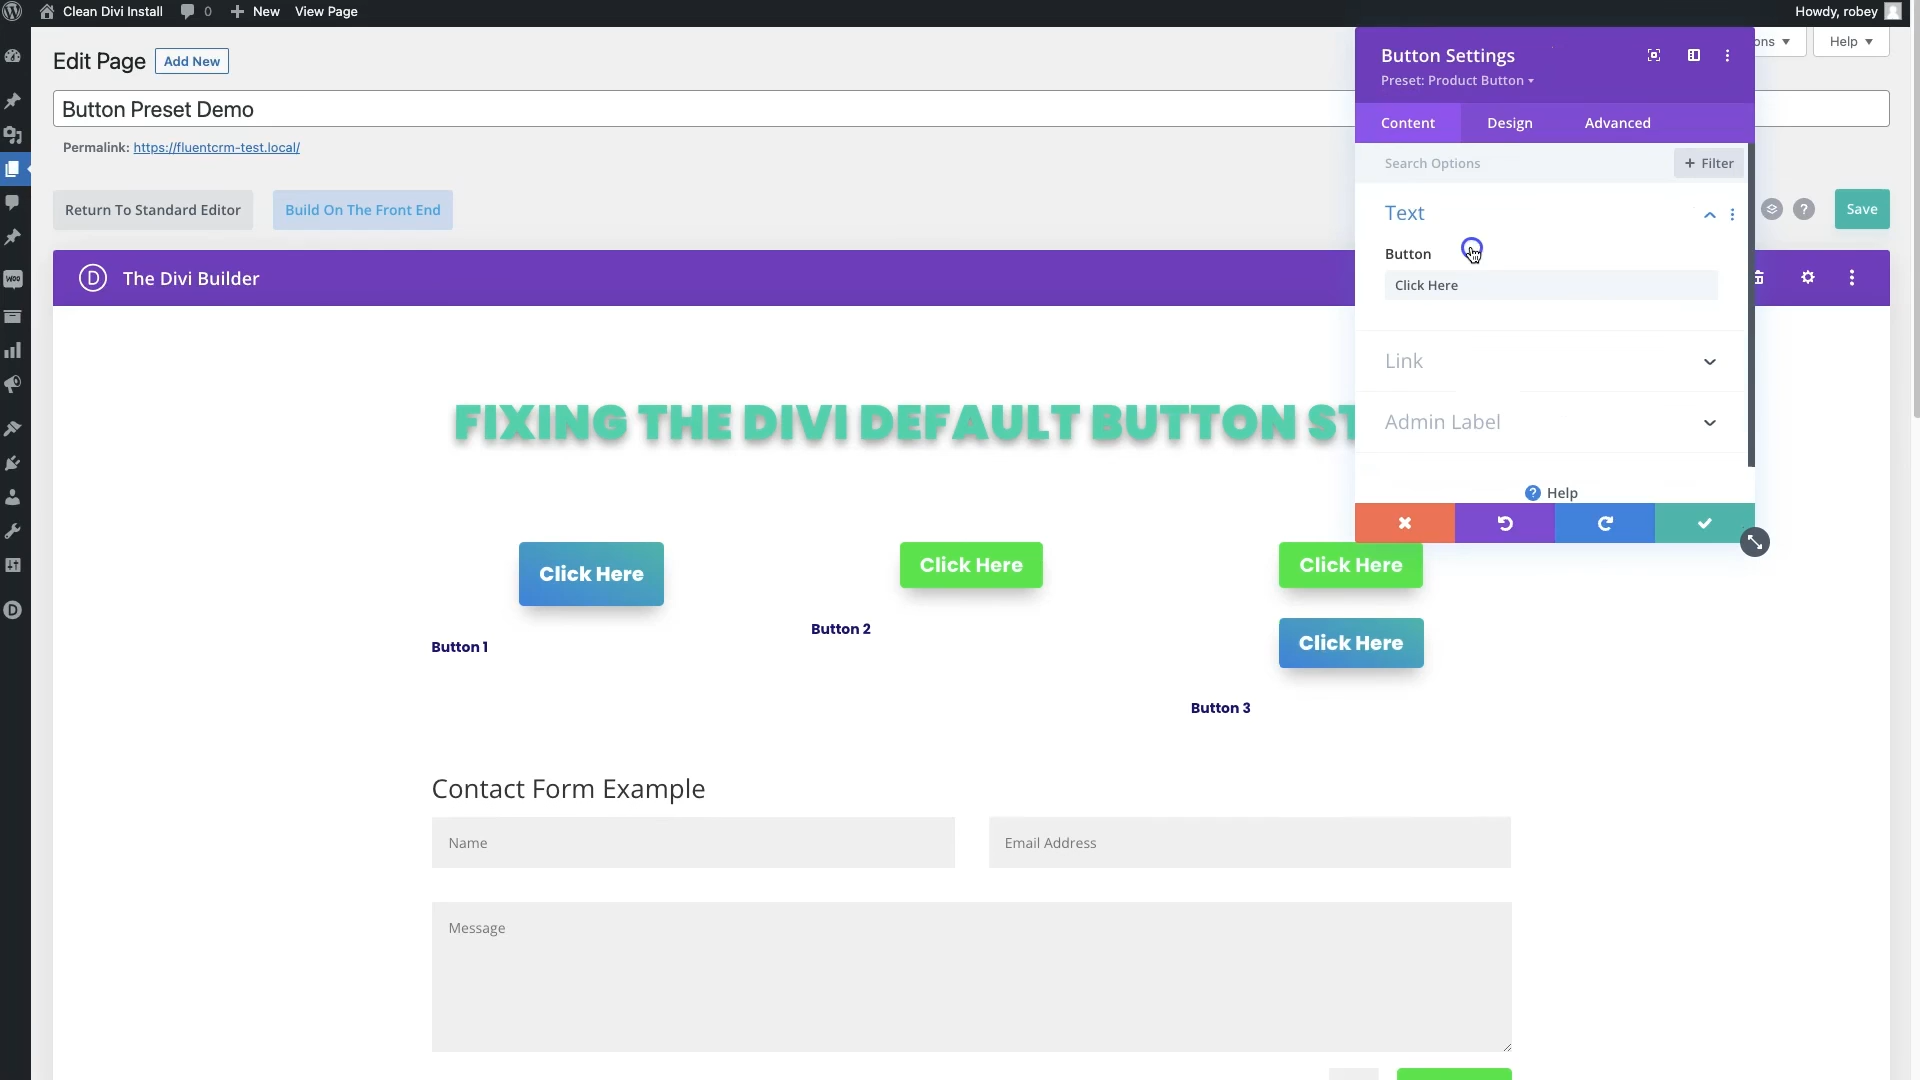 Clean Divi Install
0
New
View Page
Howdy, robey
Edit Page
Add New
Help
Button Preset Demo
Permalink: https://fluentcrm-test.local/
Return To Standard Editor
Build On The Front End
Save
D The Divi Builder
Button Settings
Preset: Product Button
Content
Design
Advanced
Search Options
+ Filter
Text
Button
Click Here
Link
Admin Label
? Help
FIXING THE DIVI DEFAULT BUTTON ST
Click Here
Click Here
Click Here
Click Here
Button 1
Button 2
Button 3
Contact Form Example
Name
Email Address
Message